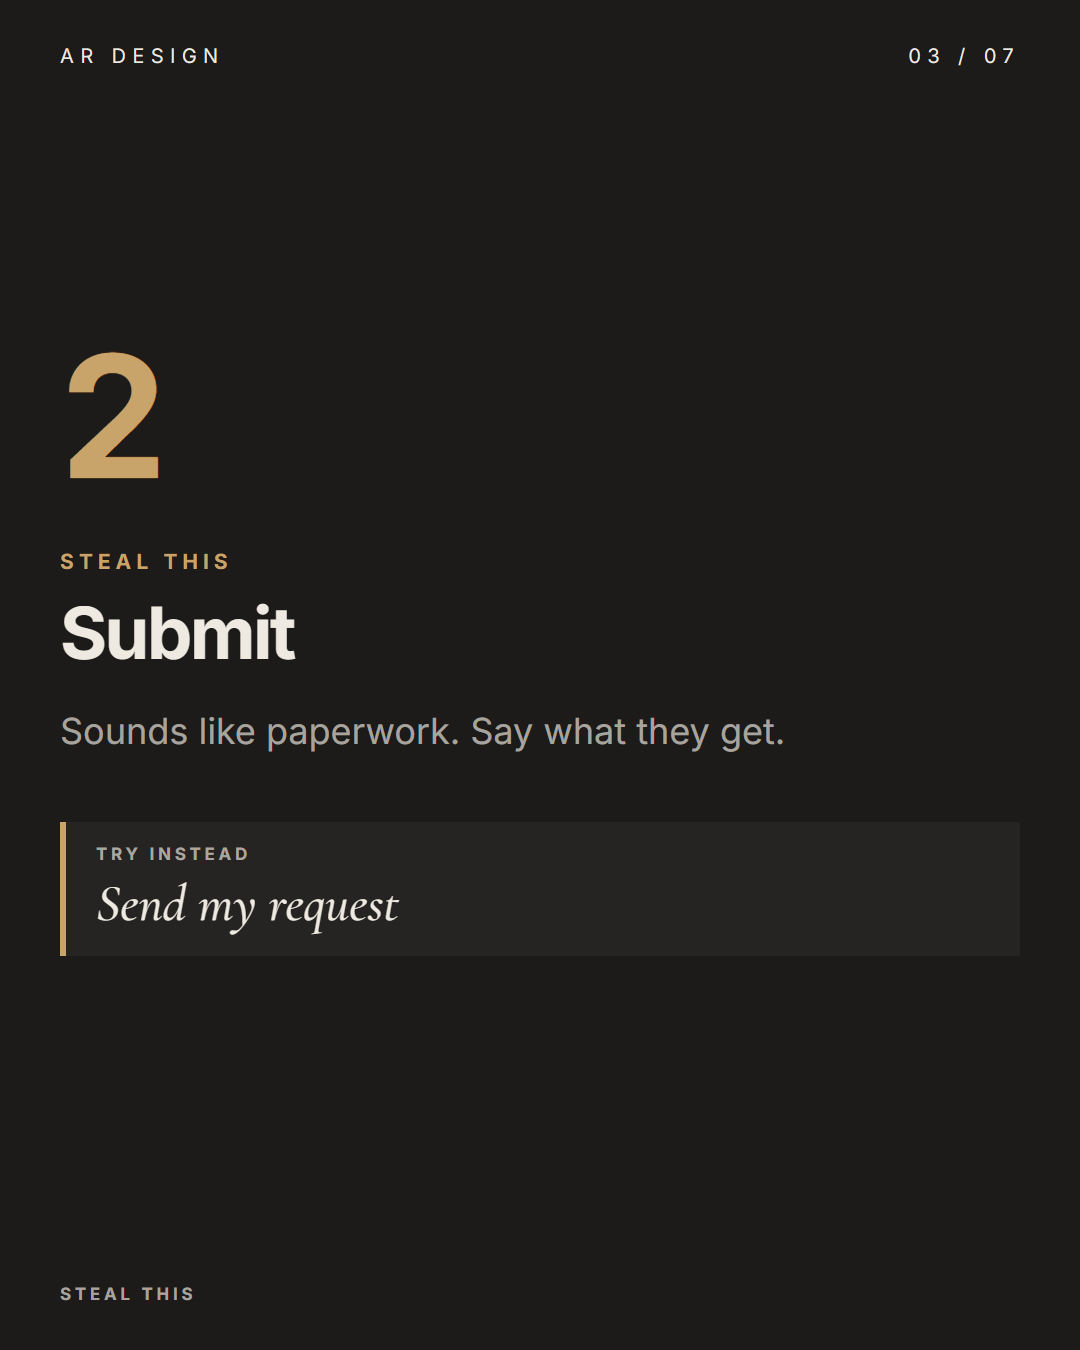 AR DESIGN
03 / 07
2
STEAL THIS
Submit
Sounds like paperwork. Say what they get.
TRY INSTEAD
Send my request
STEAL THIS